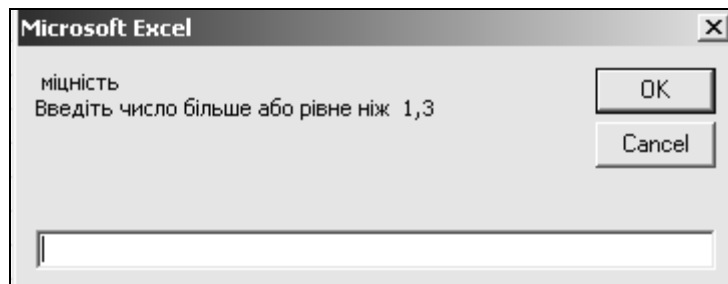 Microsoft Excel
міцність
Введіть число більше або рівне ніж 1,3
OK
Cancel